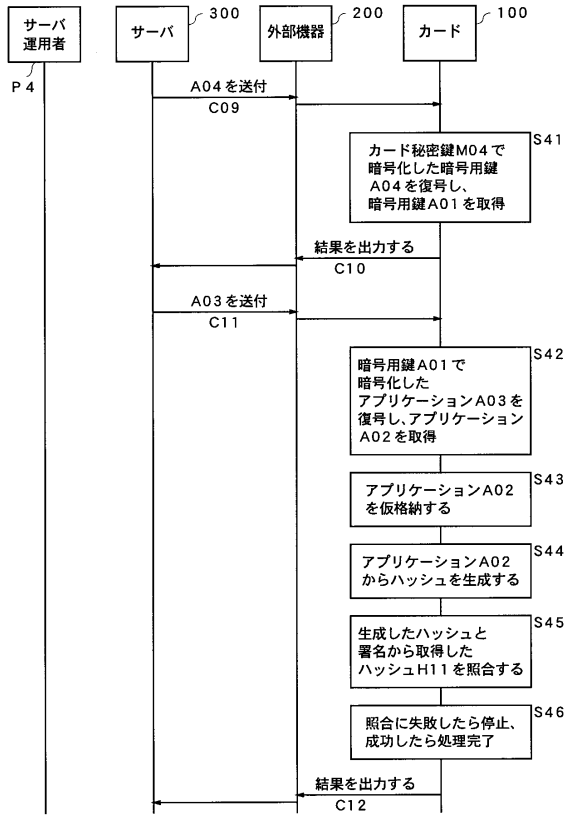 サーバ
運用者
P4
サーバ
300
外部機器
200
カード
100
A04を送付
C09
S41
カード秘密鍵M04で
暗号化した暗号用鍵
A04を復号し、
暗号用鍵A01を取得
結果を出力する
C10
A03を送付
C11
S42
暗号用鍵A01で
暗号化した
アプリケーションA03を
復号し、アプリケーション
A02を取得
S43
アプリケーションA02
を仮格納する
S44
アプリケーションA02
からハッシュを生成する
S45
生成したハッシュと
署名から取得した
ハッシュH11を照合する
S46
照合に失敗したら停止、
成功したら処理完了
結果を出力する
C12